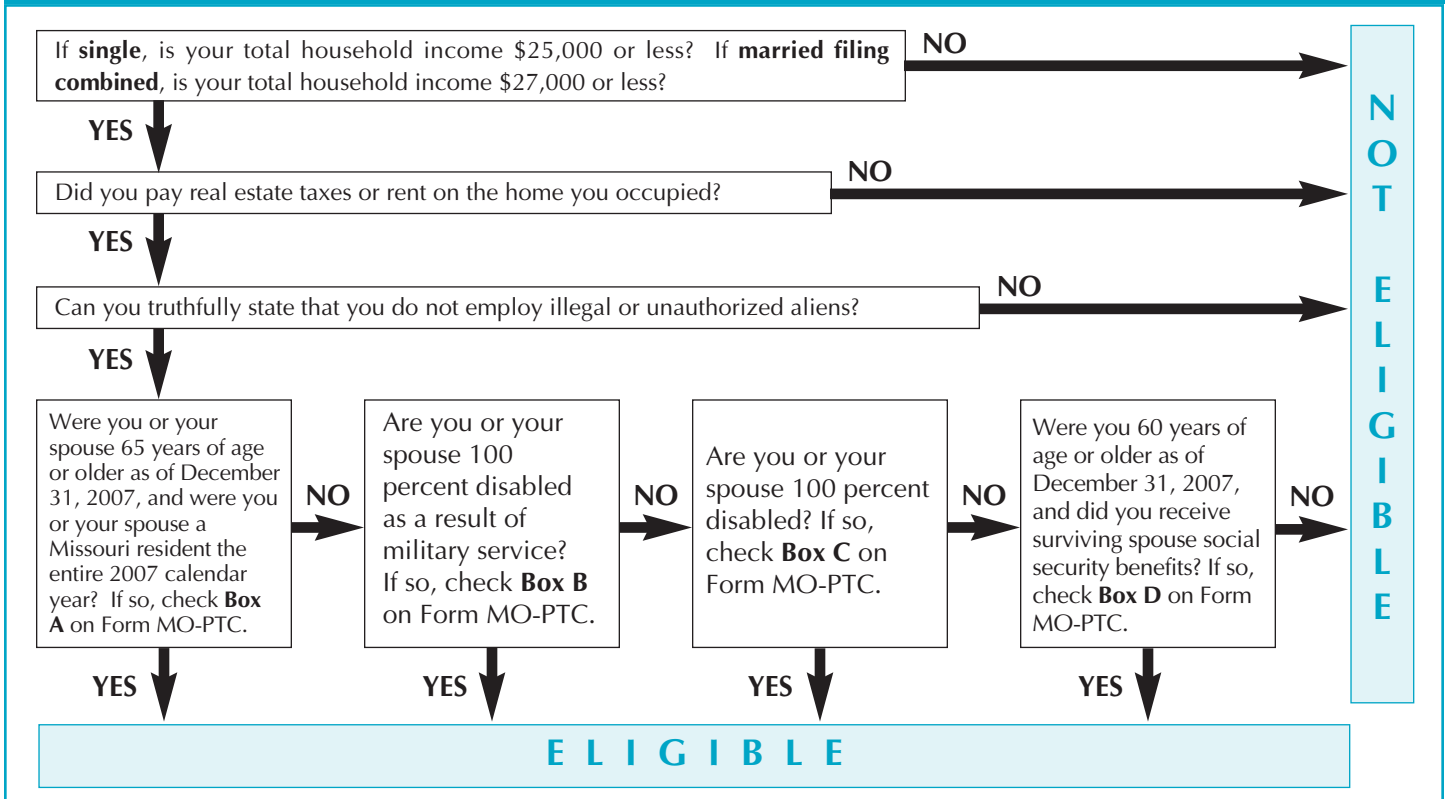 If single, is your total household income $25,000 or less? If married filing
combined, is your total household income $27,000 or less?
NO
YES
Did you pay real estate taxes or rent on the home you occupied?
NO
YES
Can you truthfully state that you do not employ illegal or unauthorized aliens?
NO
YES
Were you or your
spouse 65 years of age
or older as of December
31, 2007, and were you
or your spouse a
Missouri resident the
entire 2007 calendar
year? If so, check Box
A on Form MO-PTC.
NO
YES
Are you or your
spouse 100
percent disabled
as a result of
military service?
If so, check Box B
on Form MO-PTC.
NO
YES
Are you or your
spouse 100 percent
disabled? If so,
check Box C on
Form MO-PTC.
NO
YES
Were you 60 years of
age or older as of
December 31, 2007,
and did you receive
surviving spouse social
security benefits? If so,
check Box D on Form
MO-PTC.
NO
YES
NOT ELIGIBLE
ELIGIBLE